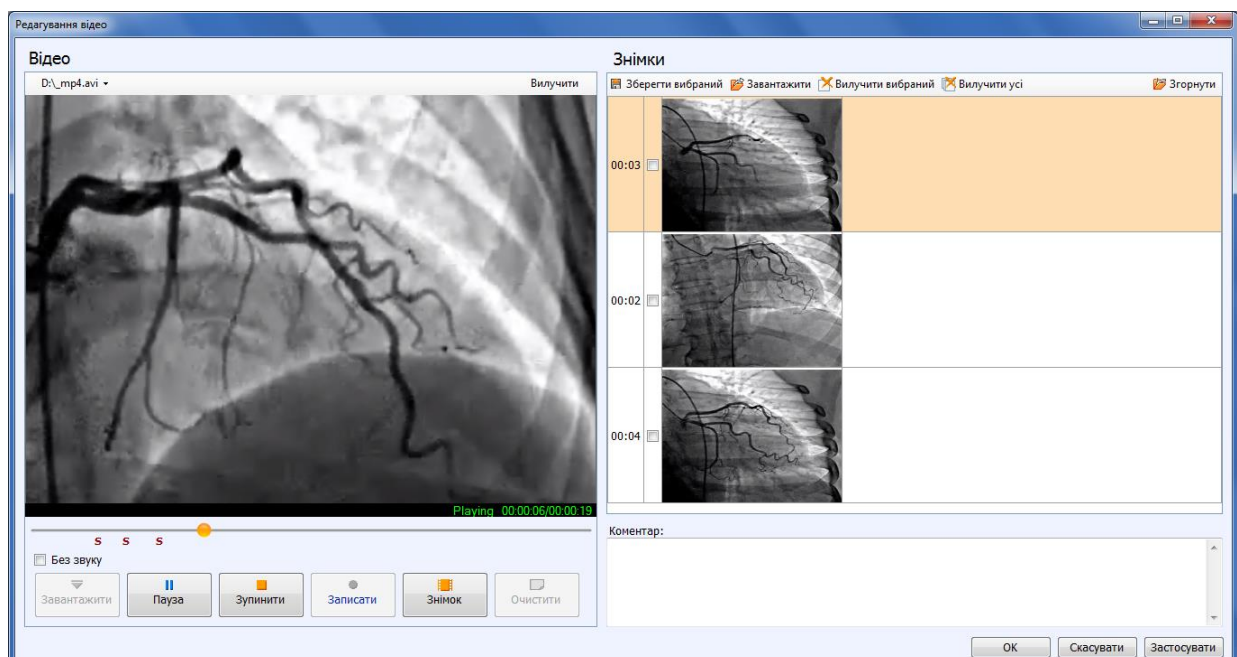 Редагування відео
Відео
D:\_mp4.avi
Вилучити
Playing 00:00:06/00:00:19
S S S
Без звуку
Завантажити
Пауза
Зупинити
Записати
Знімок
Очистити
Знімки
Зберегти вибраний
Завантажити
Вилучити вибраний
Вилучити усі
Згорнути
00:03
00:02
00:04
Коментар:
OK
Скасувати
Застосувати